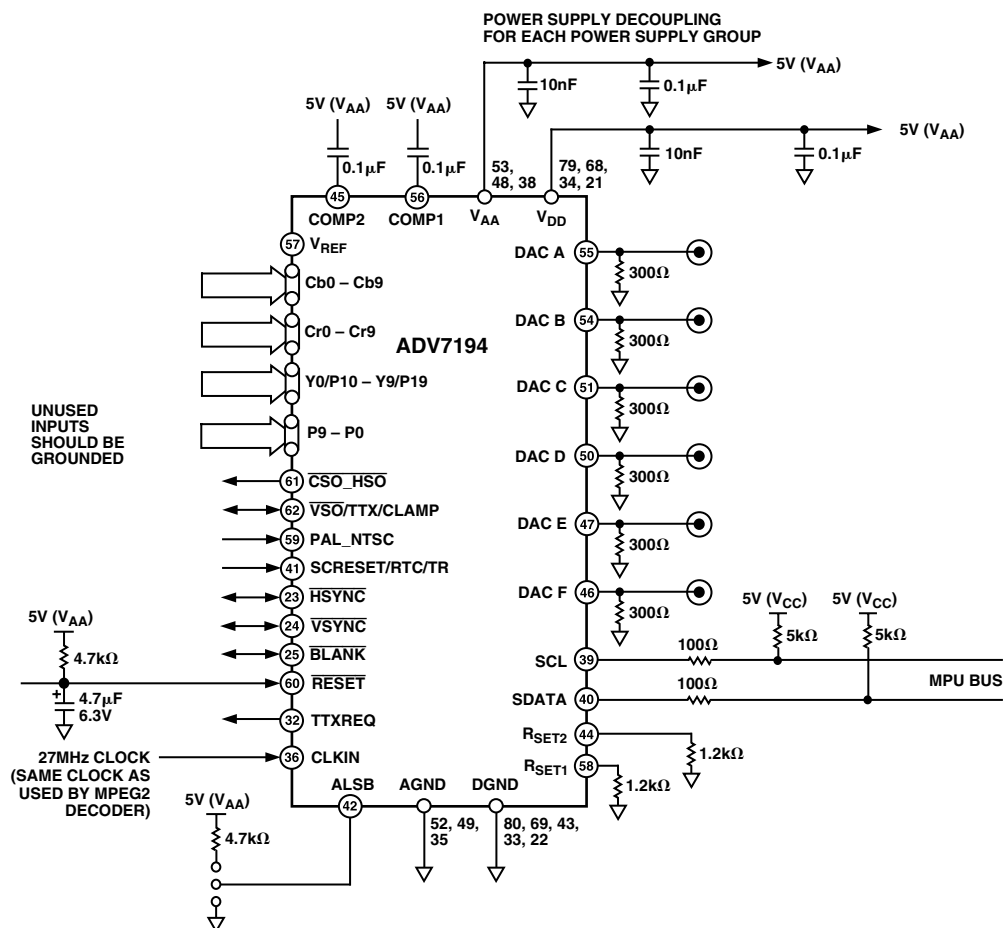 POWER SUPPLY DECOUPLING
FOR EACH POWER SUPPLY GROUP
5V (VAA)
10nF
0.1μF
5V (VAA)
5V (VAA)
5V (VAA)
10nF
0.1μF
0.1μF
0.1μF
53,
48, 38
79, 68,
34, 21
45
56
COMP2
COMP1
VAA
VDD
57
VREF
Cb0 – Cb9
Cr0 – Cr9
Y0/P10 – Y9/P19
P9 – P0
ADV7194
UNUSED
INPUTS
SHOULD BE
GROUNDED
61
CSO_HSO
62
VSO/TTX/CLAMP
59
PAL_NTSC
41
SCRESET/RTC/TR
23
HSYNC
24
VSYNC
25
BLANK
60
RESET
32
TTXREQ
36
CLKIN
5V (VAA)
4.7kΩ
+
4.7μF
6.3V
27MHz CLOCK
(SAME CLOCK AS
USED BY MPEG2
DECODER)
DAC A
55
300Ω
DAC B
54
300Ω
DAC C
51
300Ω
DAC D
50
300Ω
DAC E
47
300Ω
DAC F
46
300Ω
5V (VCC)
5V (VCC)
5kΩ
5kΩ
SCL
39
100Ω
MPU BUS
SDATA
40
100Ω
RSET2
44
1.2kΩ
RSET1
58
1.2kΩ
ALSB
AGND
DGND
42
52, 49,
35
80, 69, 43,
33, 22
5V (VAA)
4.7kΩ